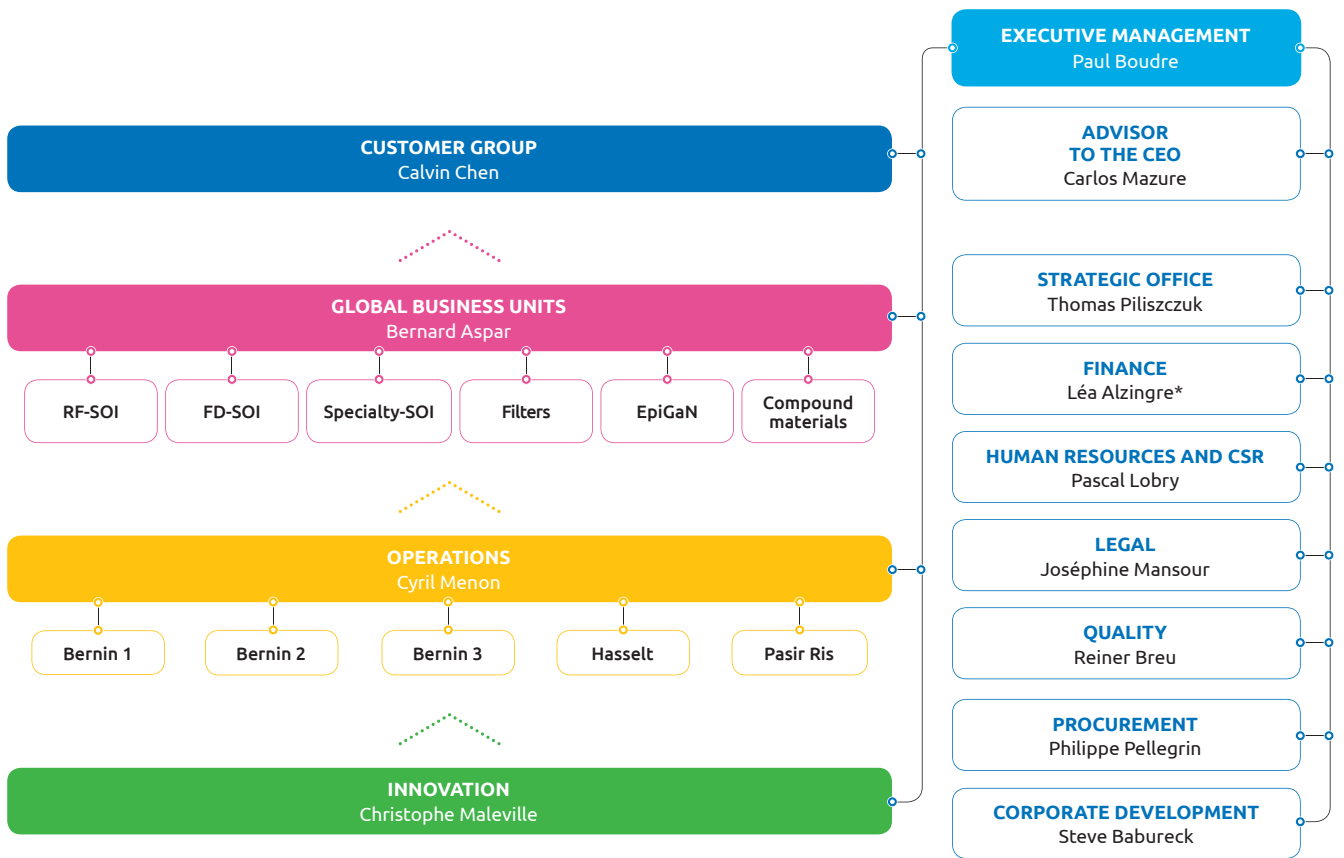 EXECUTIVE MANAGEMENT
Paul Boudre
CUSTOMER GROUP
Calvin Chen
GLOBAL BUSINESS UNITS
Bernard Aspar
RF-SOI
FD-SOI
Specialty-SOI
Filters
EpiGaN
Compound
materials
OPERATIONS
Cyril Menon
Bernin 1
Bernin 2
Bernin 3
Hasselt
Pasir Ris
INNOVATION
Christophe Maleville
ADVISOR
TO THE CEO
Carlos Mazure
STRATEGIC OFFICE
Thomas Piliszczuk
FINANCE
Léa Alzingre*
HUMAN RESOURCES AND CSR
Pascal Lobry
LEGAL
Joséphine Mansour
QUALITY
Reiner Breu
PROCUREMENT
Philippe Pellegrin
CORPORATE DEVELOPMENT
Steve Babureck